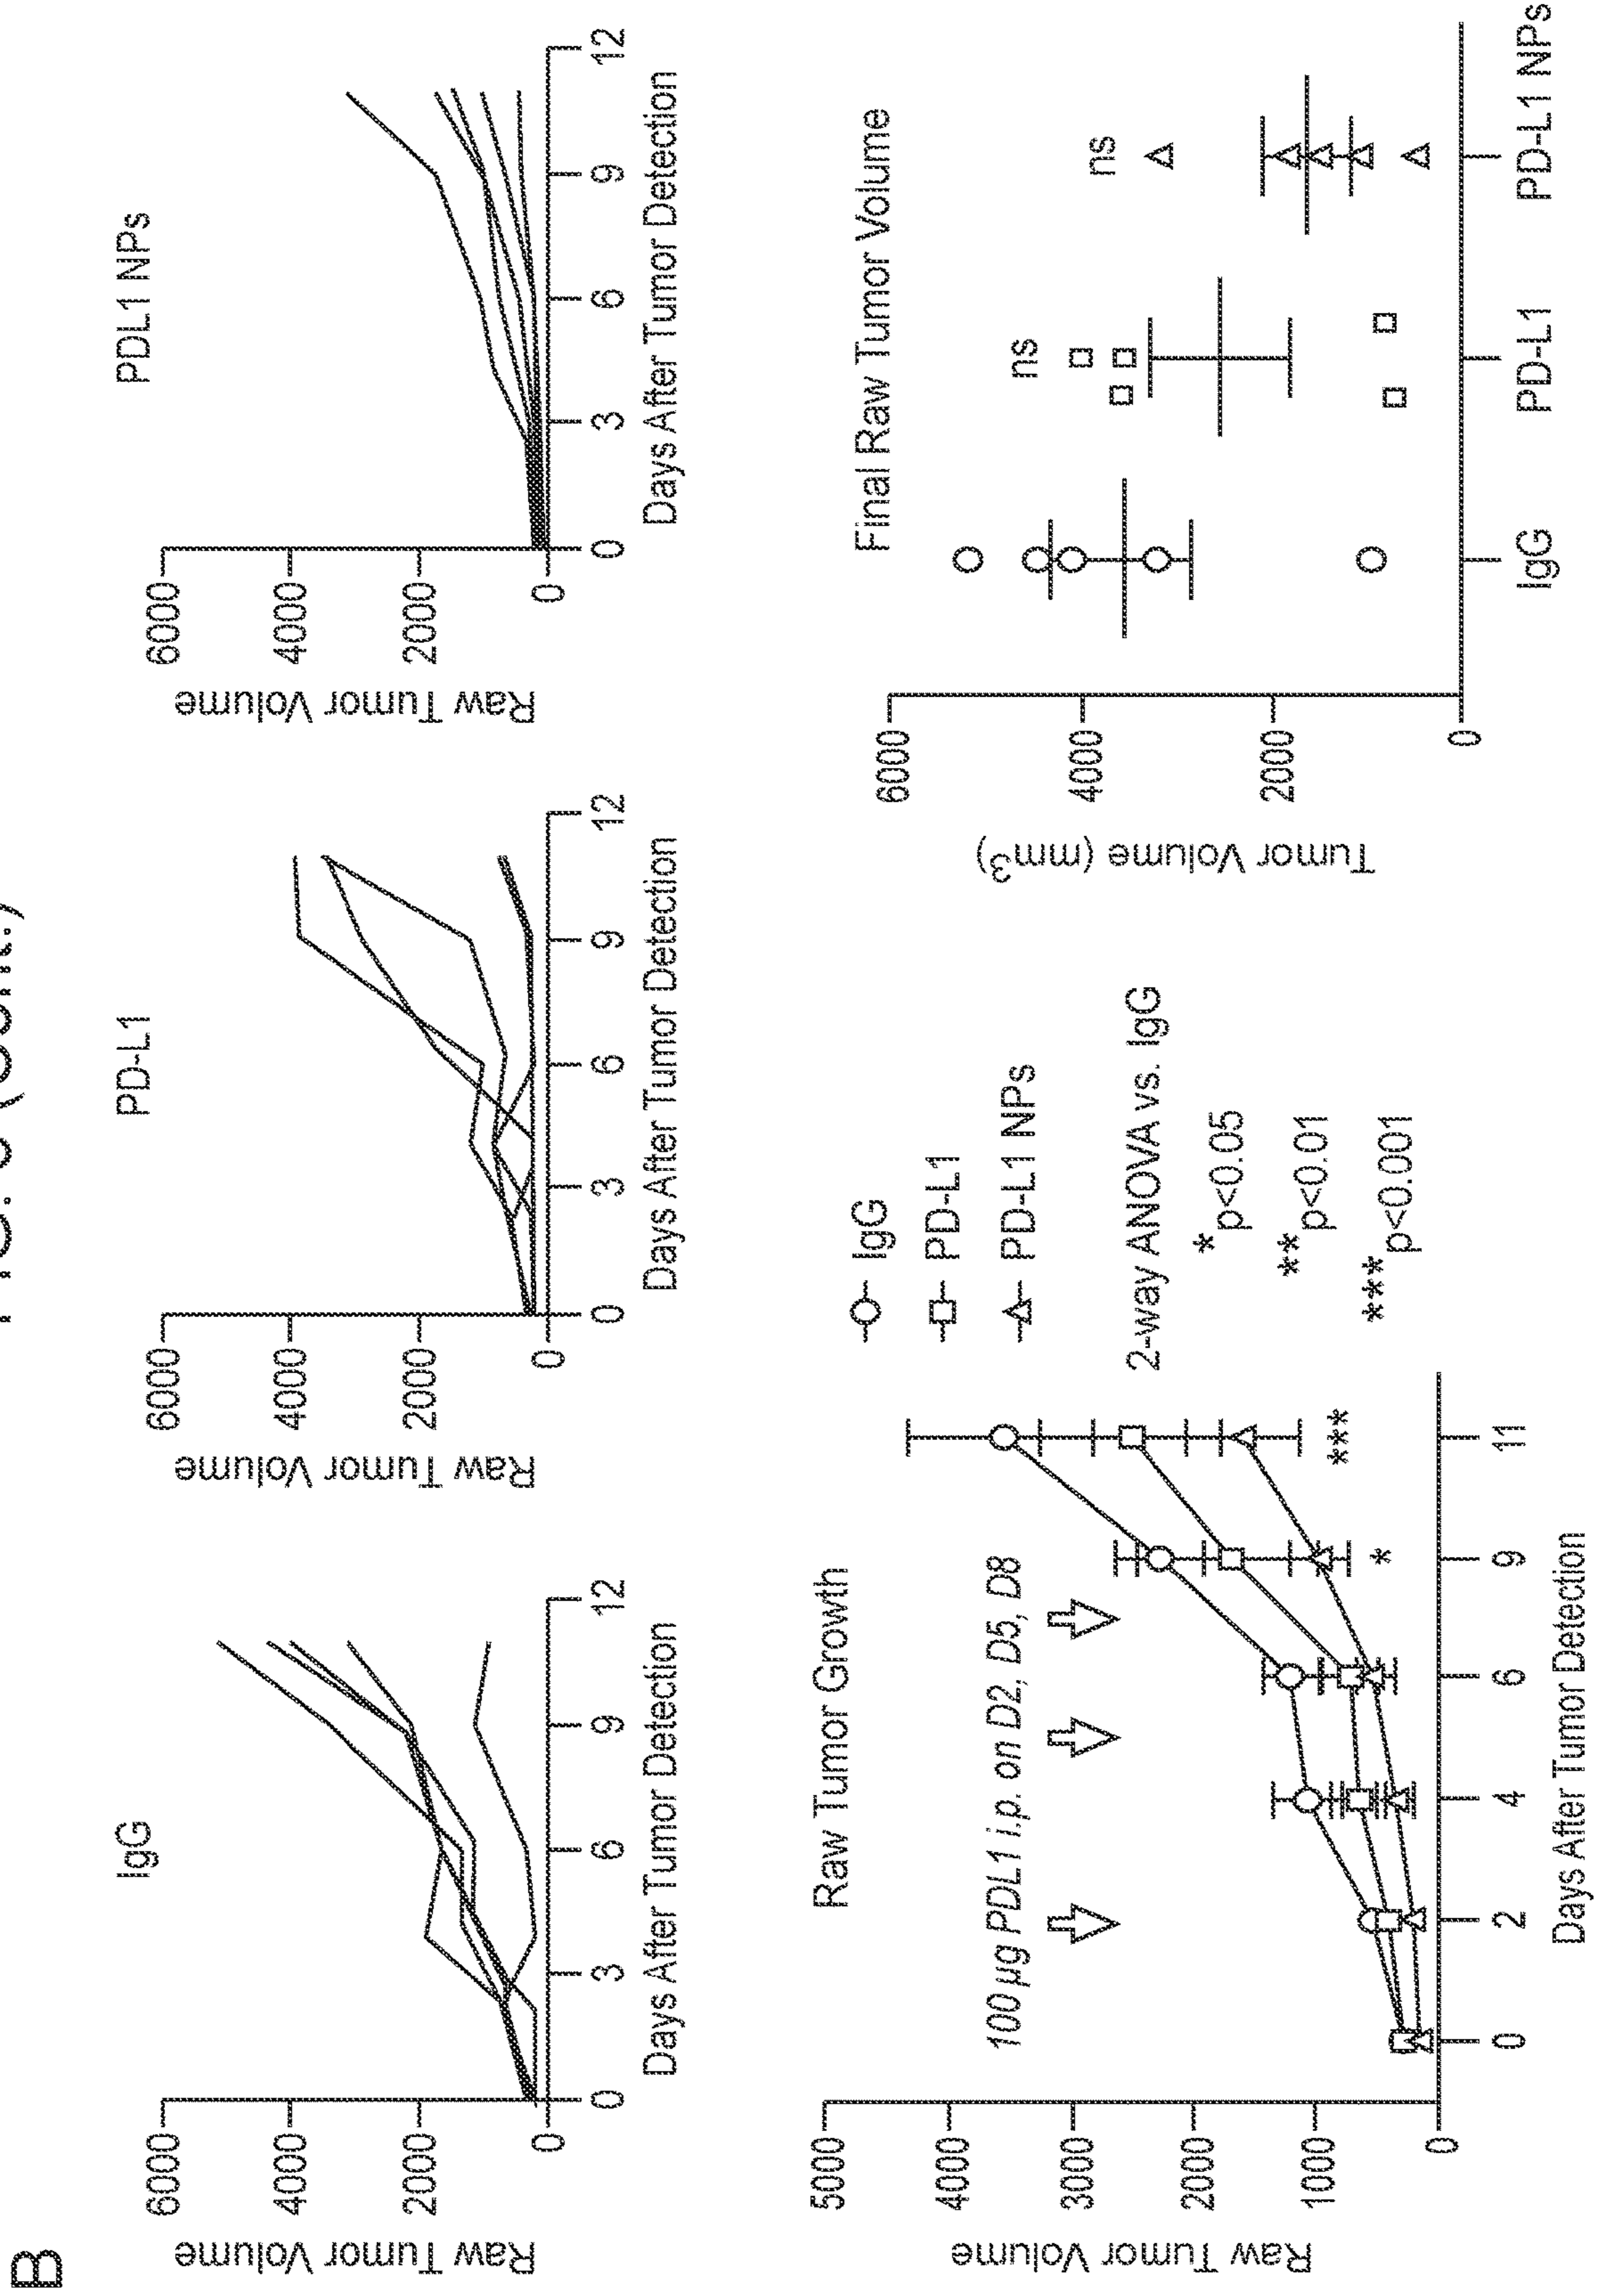 B
IgG
6000
4000
2000
0
Raw Tumor Volume
0 3 6 9 12
Days After Tumor Detection
PD-L1
6000
4000
2000
0
Raw Tumor Volume
0 3 6 9 12
Days After Tumor Detection
PDL1 NPs
6000
4000
2000
0
Raw Tumor Volume
0 3 6 9 12
Days After Tumor Detection
Raw Tumor Growth
100 µg PDL1 i.p. on D2, D5, D8
5000
4000
3000
2000
1000
0
Raw Tumor Volume
* ***
0 2 4 6 9 11
Days After Tumor Detection
IgG
PD-L1
PD-L1 NPs
2-way ANOVA vs. IgG
*p<0.05
**p<0.01
***p<0.001
Final Raw Tumor Volume
6000
4000
2000
0
Tumor Volume (mm³)
ns ns
IgG PD-L1 PD-L1 NPs